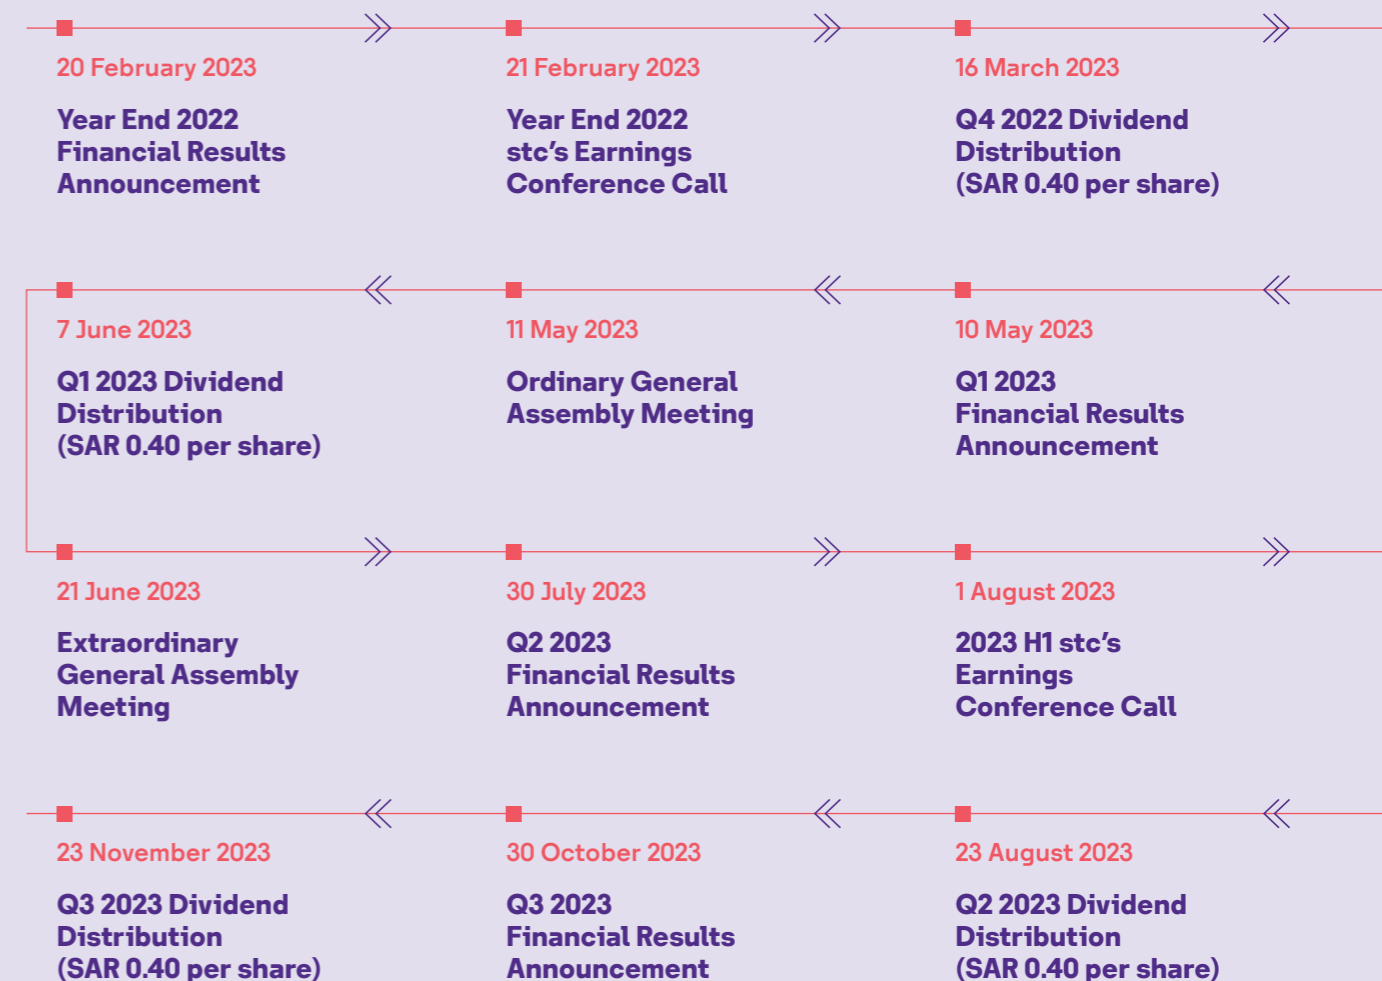 20 February 2023
Year End 2022
Financial Results
Announcement
21 February 2023
Year End 2022
stc’s Earnings
Conference Call
16 March 2023
Q4 2022 Dividend
Distribution
(SAR 0.40 per share)
7 June 2023
Q1 2023 Dividend
Distribution
(SAR 0.40 per share)
11 May 2023
Ordinary General
Assembly Meeting
10 May 2023
Q1 2023
Financial Results
Announcement
21 June 2023
Extraordinary
General Assembly
Meeting
30 July 2023
Q2 2023
Financial Results
Announcement
1 August 2023
2023 H1 stc’s
Earnings
Conference Call
23 November 2023
Q3 2023 Dividend
Distribution
(SAR 0.40 per share)
30 October 2023
Q3 2023
Financial Results
Announcement
23 August 2023
Q2 2023 Dividend
Distribution
(SAR 0.40 per share)